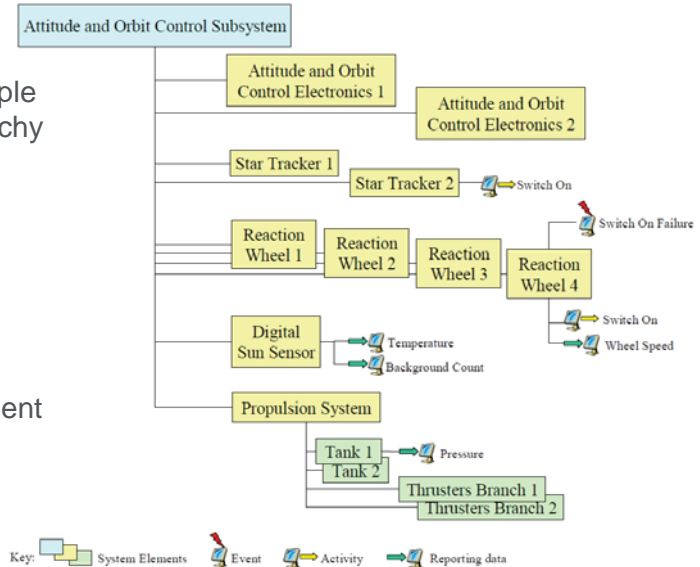 Attitude and Orbit Control Subsystem
Attitude and Orbit
Control Electronics 1
ple
chy
Attitude and Orbit
Control Electronics 2
Star Tracker 1
Star Tracker 2
Switch On
Switch On Failure
Reaction
Wheel 1
Reaction
Wheel 2
Reaction
Wheel 3
Reaction
Wheel 4
Switch On
Wheel Speed
Digital
Sun Sensor
Temperature
Background Count
ent
Propulsion System
Tank 1
Pressure
Tank 2
Thrusters Branch 1
Thrusters Branch 2
Key:
System Elements
Event
Activity
Reporting data